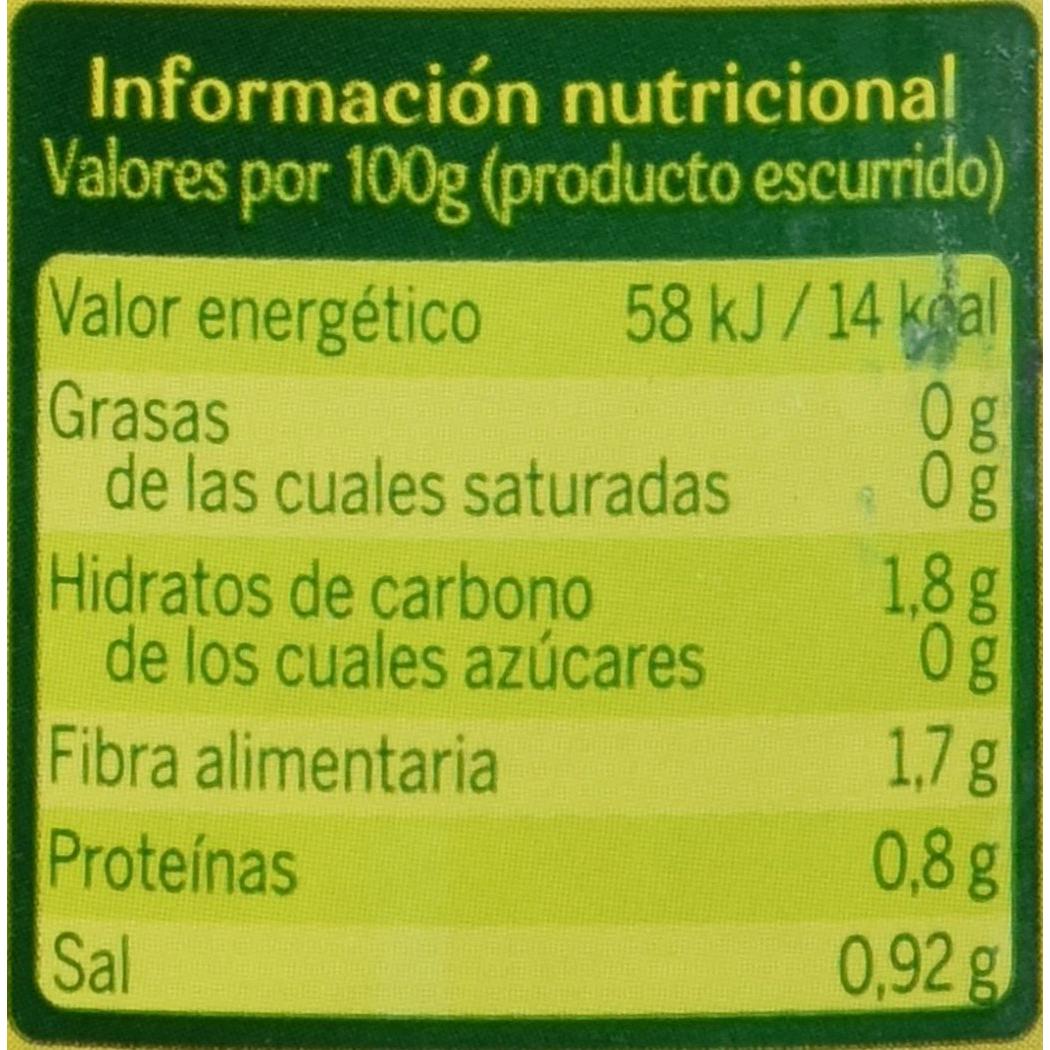 Información nutricional
Valores por 100g (producto escurrido)
Valor energético 58 kJ / 14 kcal
Grasas 0 g
de las cuales saturadas 0 g
Hidratos de carbono 1,8 g
de los cuales azúcares 0 g
Fibra alimentaria 1,7 g
Proteínas 0,8 g
Sal 0,92 g